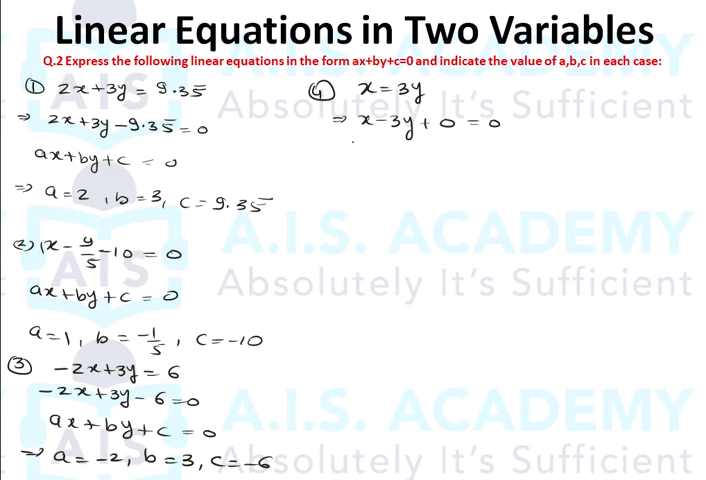 Linear Equations in Two Variables
Q.2 Express the following linear equations in the form ax+by+c=0 and indicate the value of a,b,c in each case:
① 2x+3y = 9.35
⇒ 2x+3y-9.35=0
ax+by+c = 0
⇒ a=2, b=3, c=9.35
(2) 1x - y/5 - 10 = 0
ax+by+c = 0
a=1, b = -1/5, c=-10
③ -2x+3y = 6
-2x+3y-6=0
ax+by+c=0
⇒ a=-2, b=3, c=-6
④ x = 3y
⇒ x-3y+0=0
A.I.S. ACADEMY
Absolutely It's Sufficient
A.I.S. ACADEMY
Absolutely It's Sufficient
A.I.S. ACADEMY
Absolutely It's Sufficient
AIS
AIS
AIS